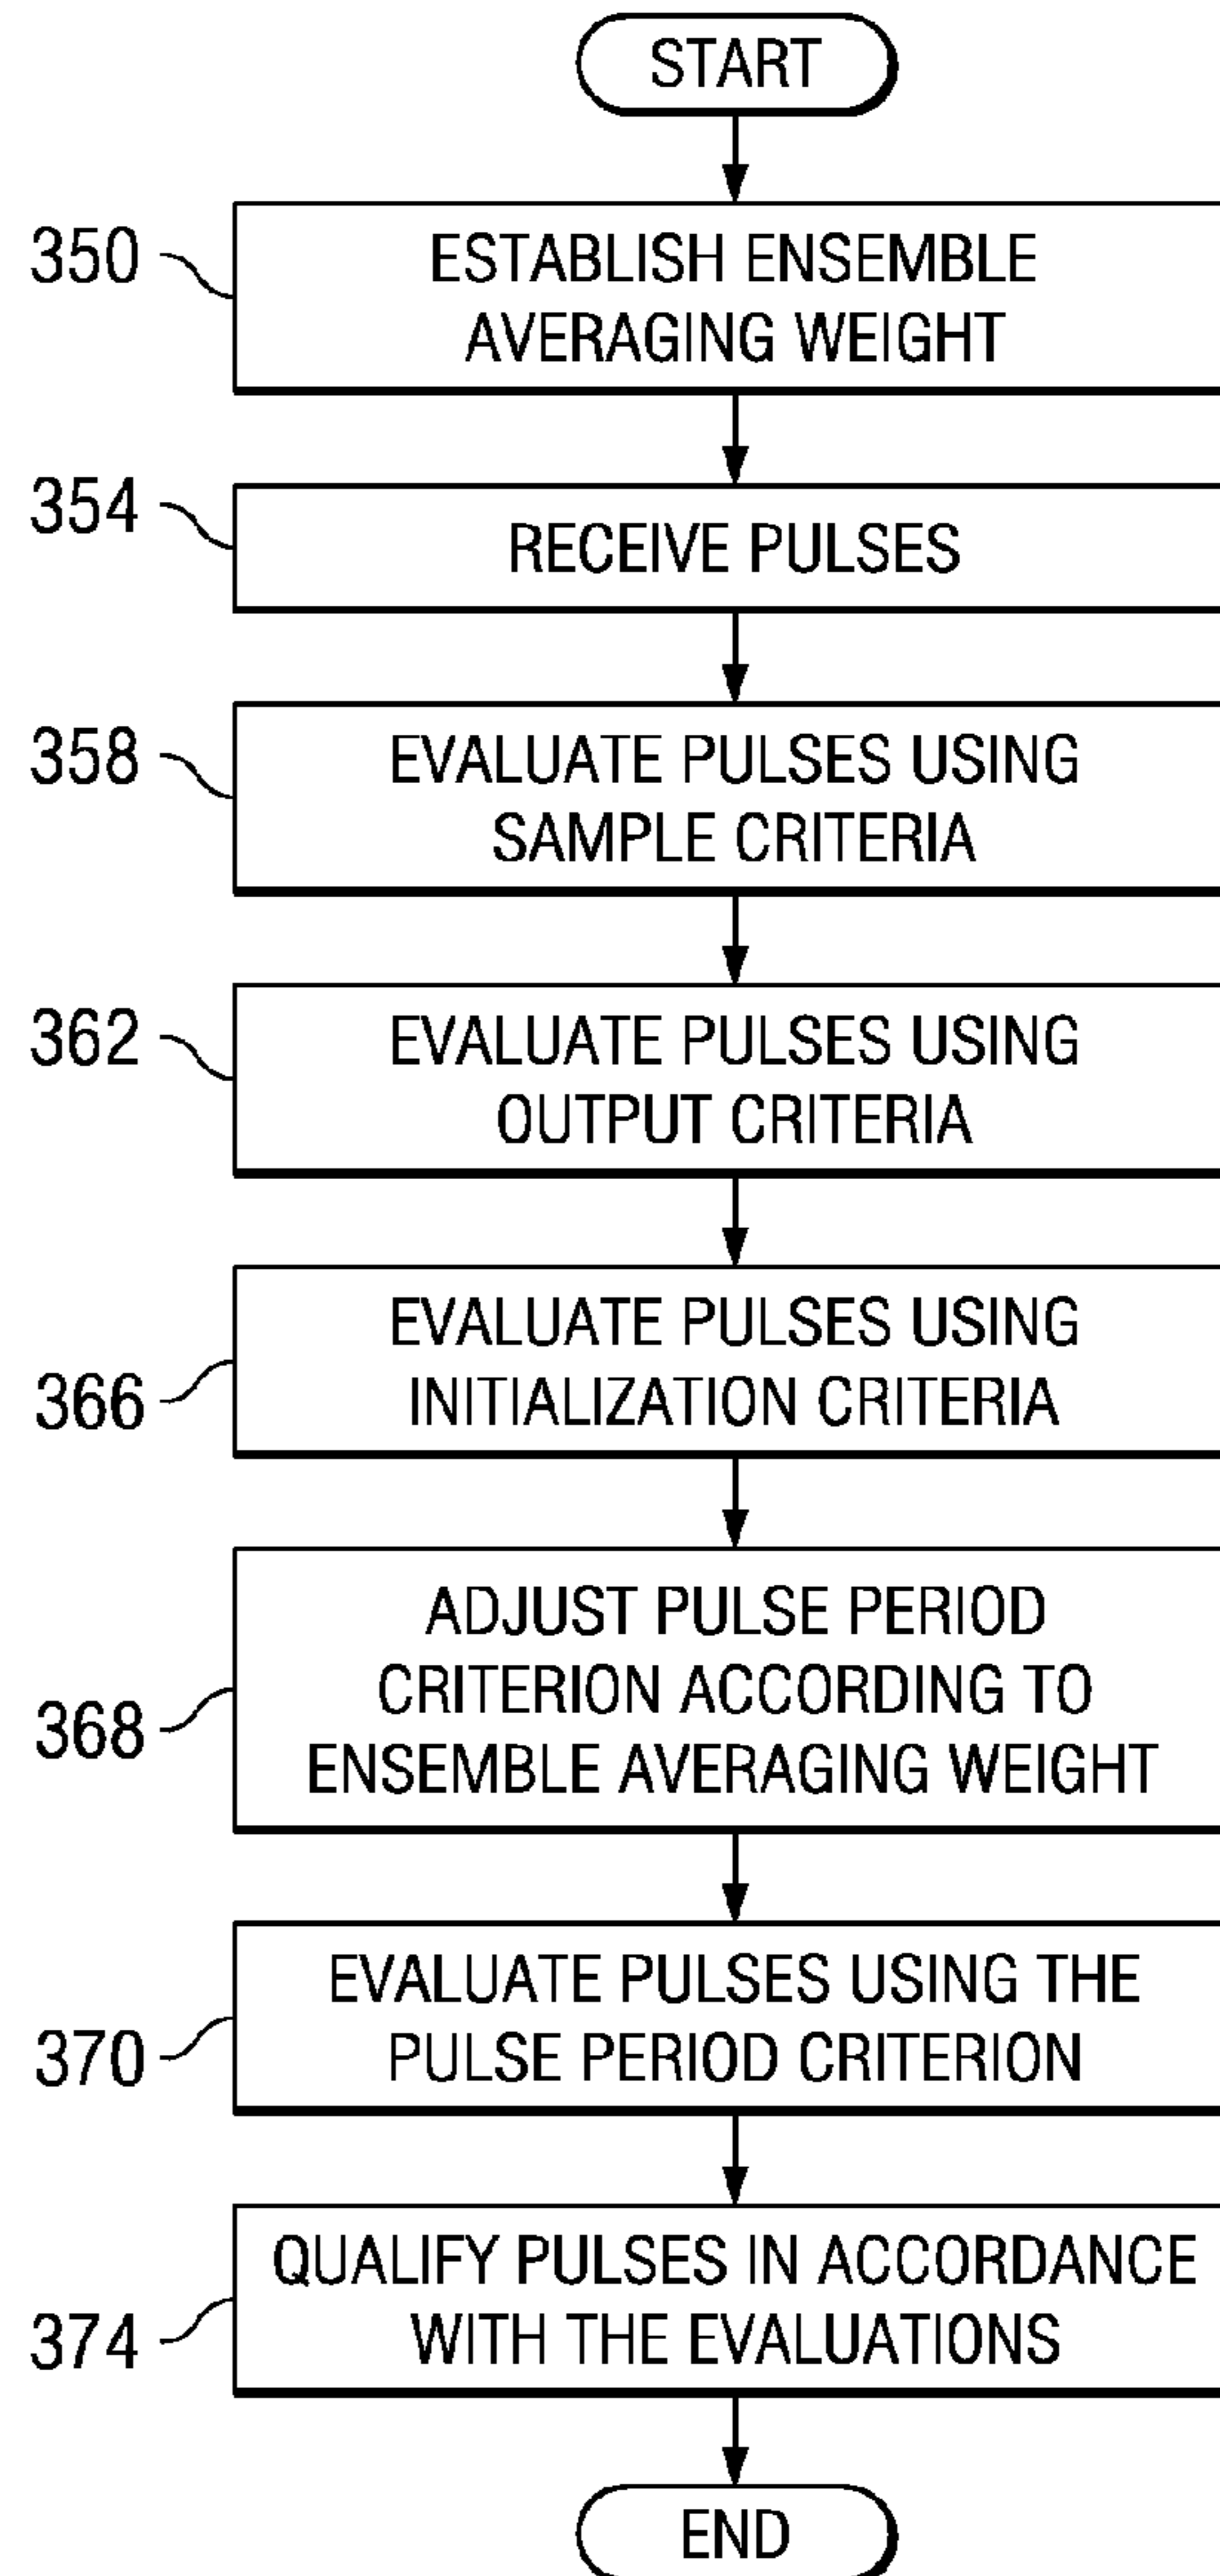 START
350
ESTABLISH ENSEMBLE
AVERAGING WEIGHT
354
RECEIVE PULSES
358
EVALUATE PULSES USING
SAMPLE CRITERIA
362
EVALUATE PULSES USING
OUTPUT CRITERIA
366
EVALUATE PULSES USING
INITIALIZATION CRITERIA
368
ADJUST PULSE PERIOD
CRITERION ACCORDING TO
ENSEMBLE AVERAGING WEIGHT
370
EVALUATE PULSES USING THE
PULSE PERIOD CRITERION
374
QUALIFY PULSES IN ACCORDANCE
WITH THE EVALUATIONS
END